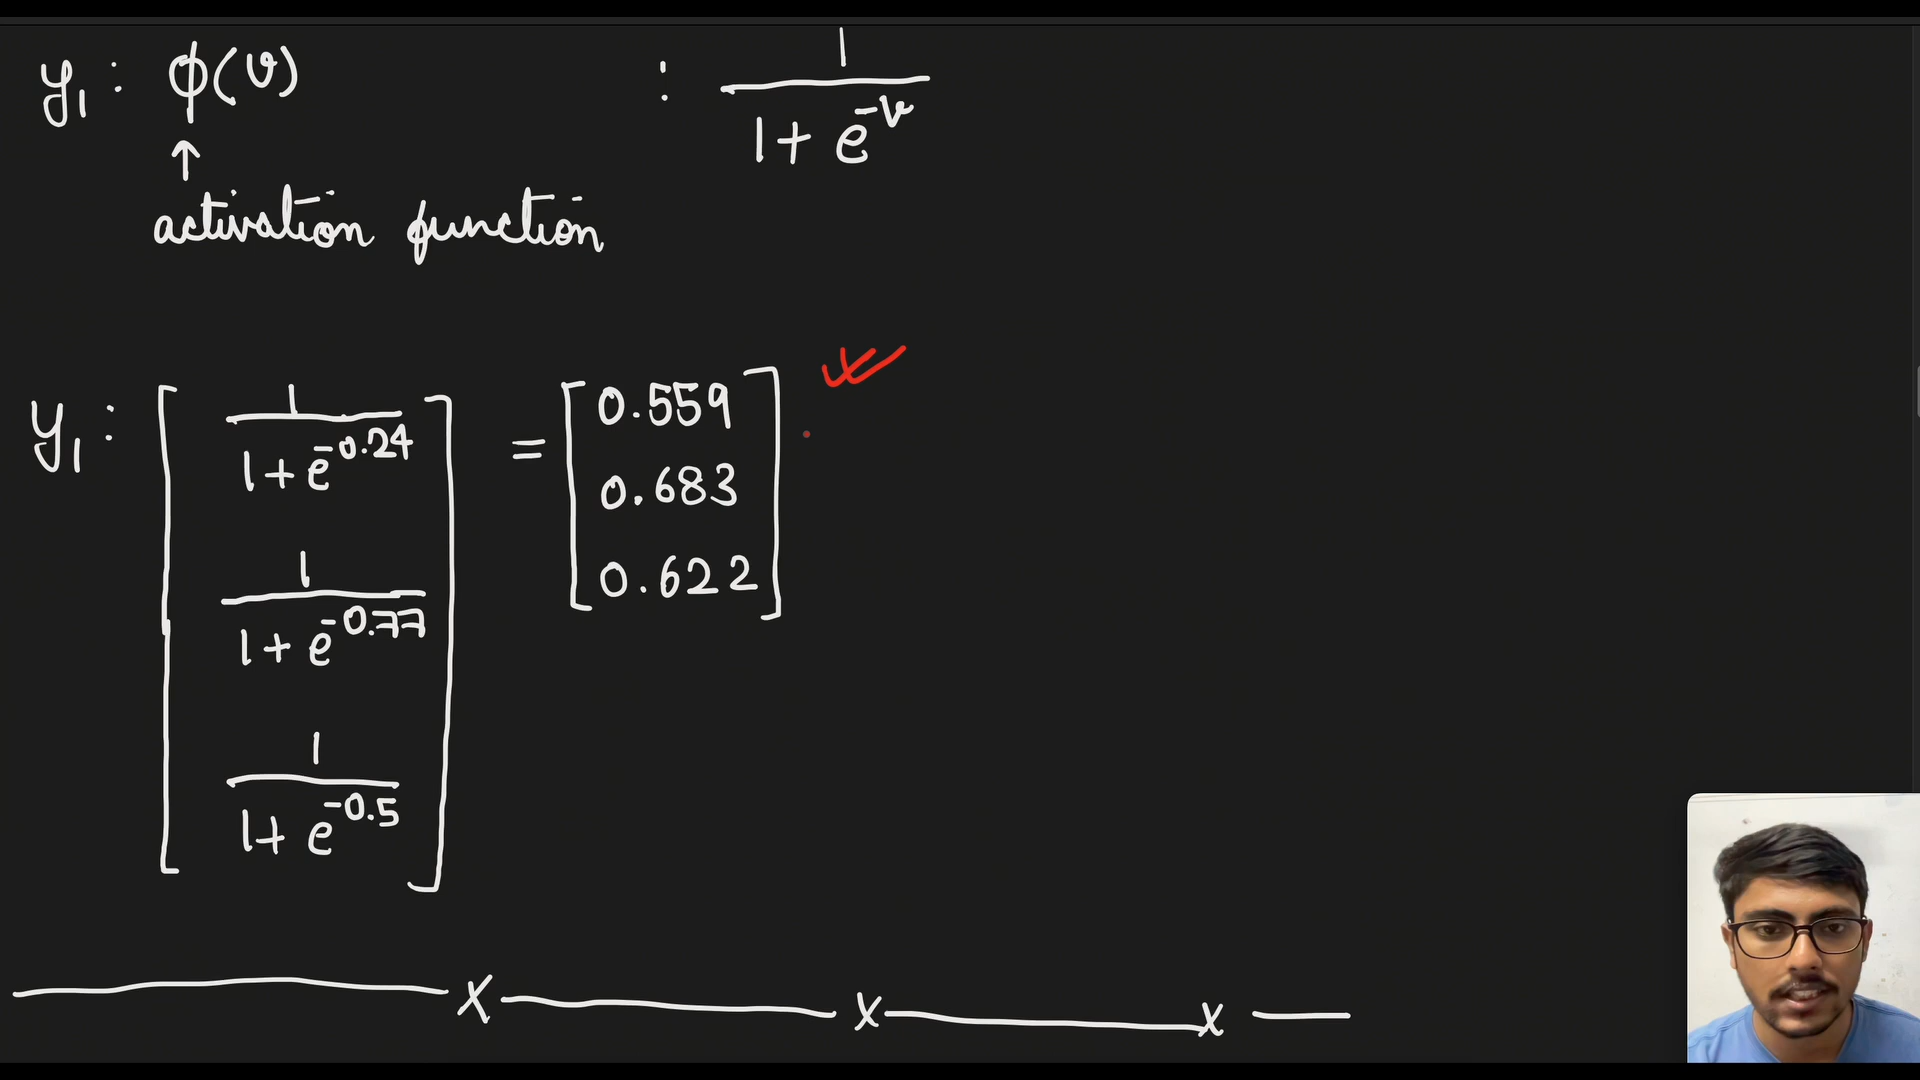 y₁ : ϕ(v) : 1 / (1 + e^-v)
↑
activation function
y₁ : [ 1 / (1 + e^-0.24) ] = [ 0.559 ]
[ 1 / (1 + e^-0.77) ] [ 0.683 ]
[ 1 / (1 + e^-0.5) ] [ 0.622 ]
x x x